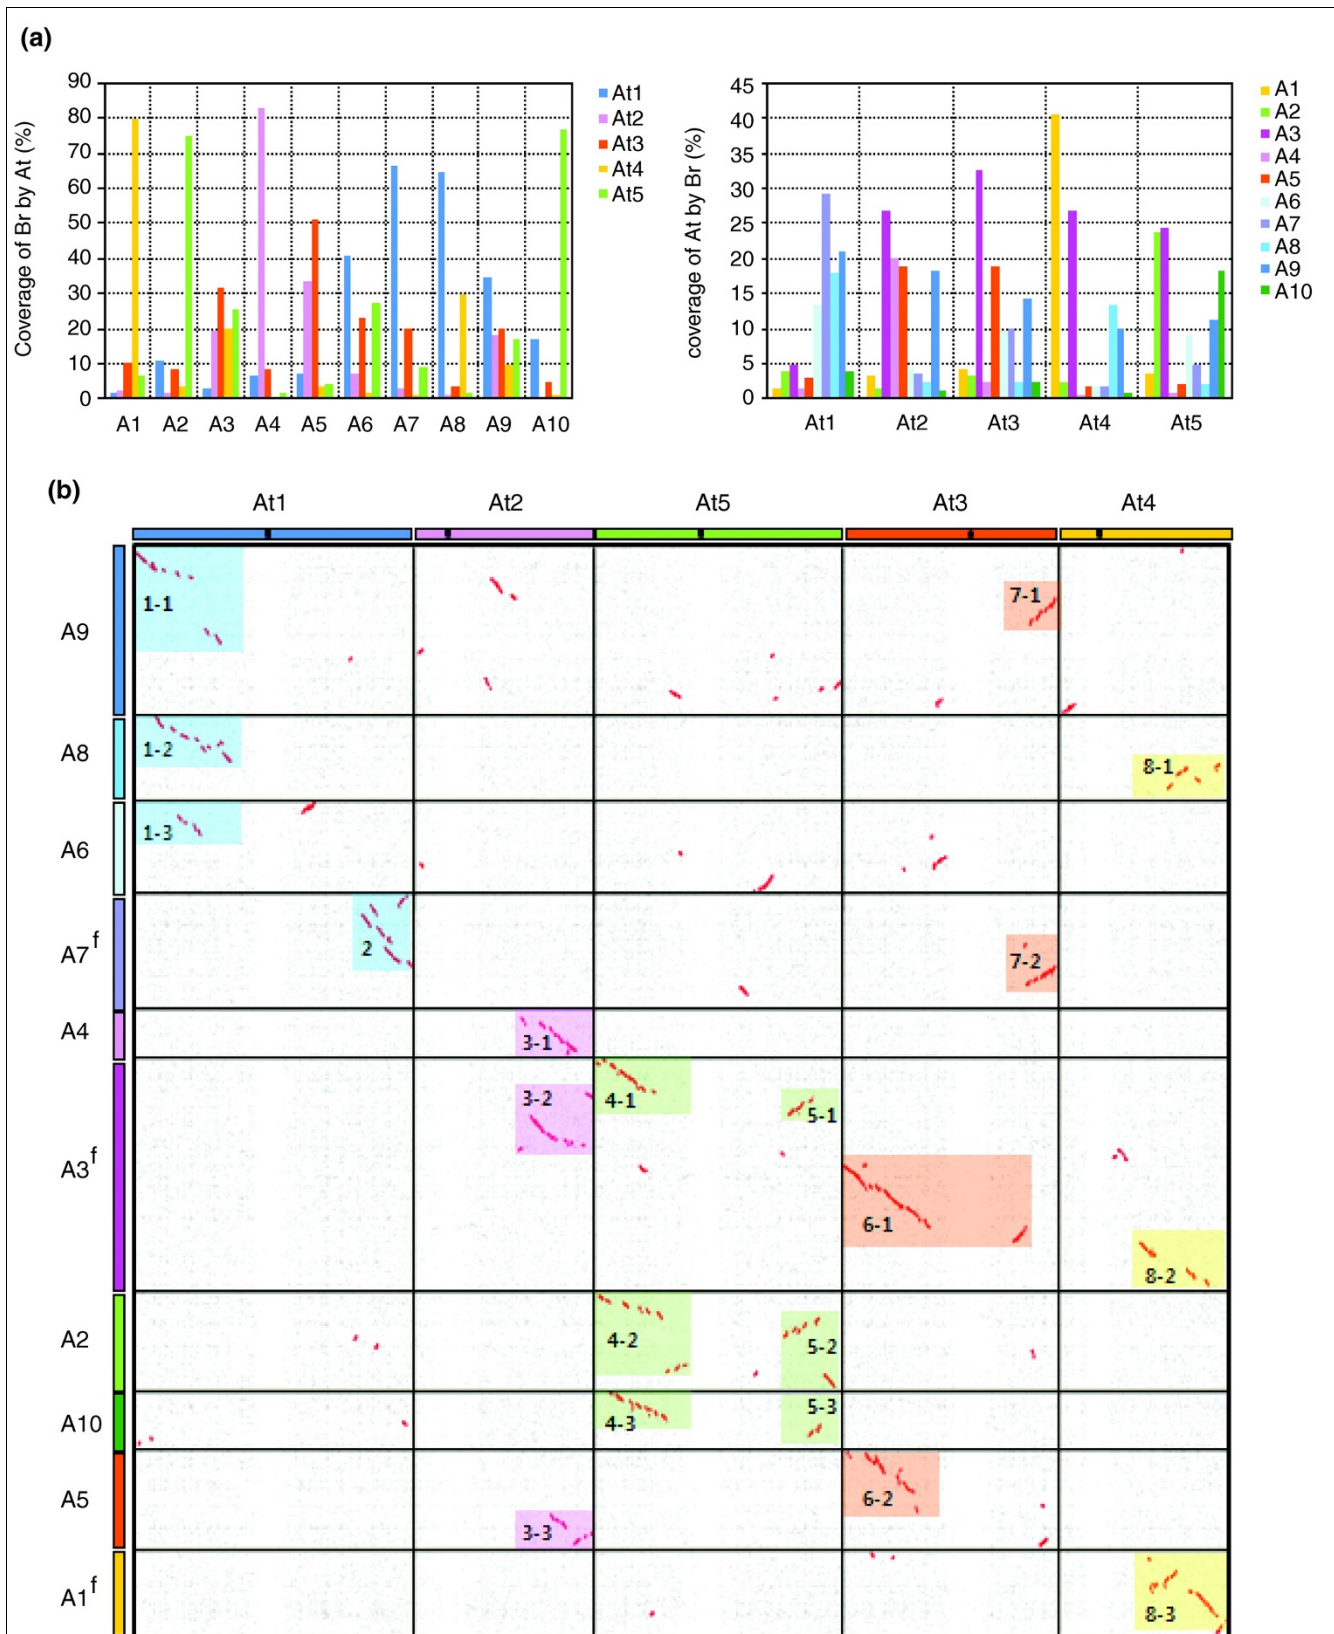 (a)
Coverage of Br by At (%)
90
80
70
60
50
40
30
20
10
0
A1 A2 A3 A4 A5 A6 A7 A8 A9 A10
At1
At2
At3
At4
At5
coverage of At by Br (%)
45
40
35
30
25
20
15
10
5
0
At1 At2 At3 At4 At5
A1
A2
A3
A4
A5
A6
A7
A8
A9
A10
(b)
At1 At2 At5 At3 At4
A9
1-1
7-1
A8
1-2
8-1
A6
1-3
A7f
2
7-2
A4
3-1
A3f
3-2
4-1
5-1
6-1
8-2
A2
4-2
5-2
A10
4-3
5-3
A5
6-2
3-3
A1f
8-3